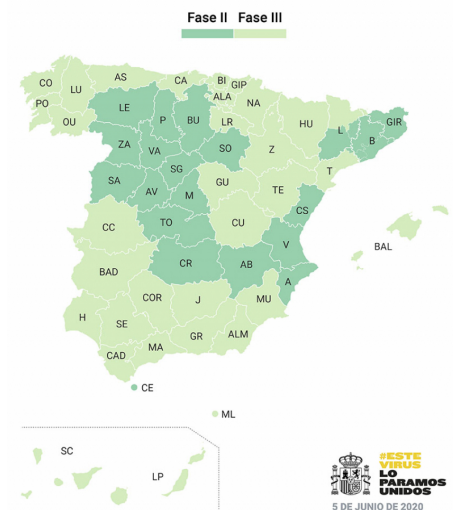 Fase II Fase III
CO
LU
AS
CA
BI
GIP
PO
OU
LE
P
BU
ALA
NA
LR
HU
L
GIR
B
ZA
VA
SO
Z
T
SA
AV
SG
M
GU
TE
CS
CC
TO
CU
V
BAL
BAD
CR
AB
A
H
SE
COR
J
MU
CAD
MA
GR
ALM
CE
ML
SC
LP
#ESTE
VIRUS
LO
PARAMOS
UNIDOS
5 DE JUNIO DE 2020